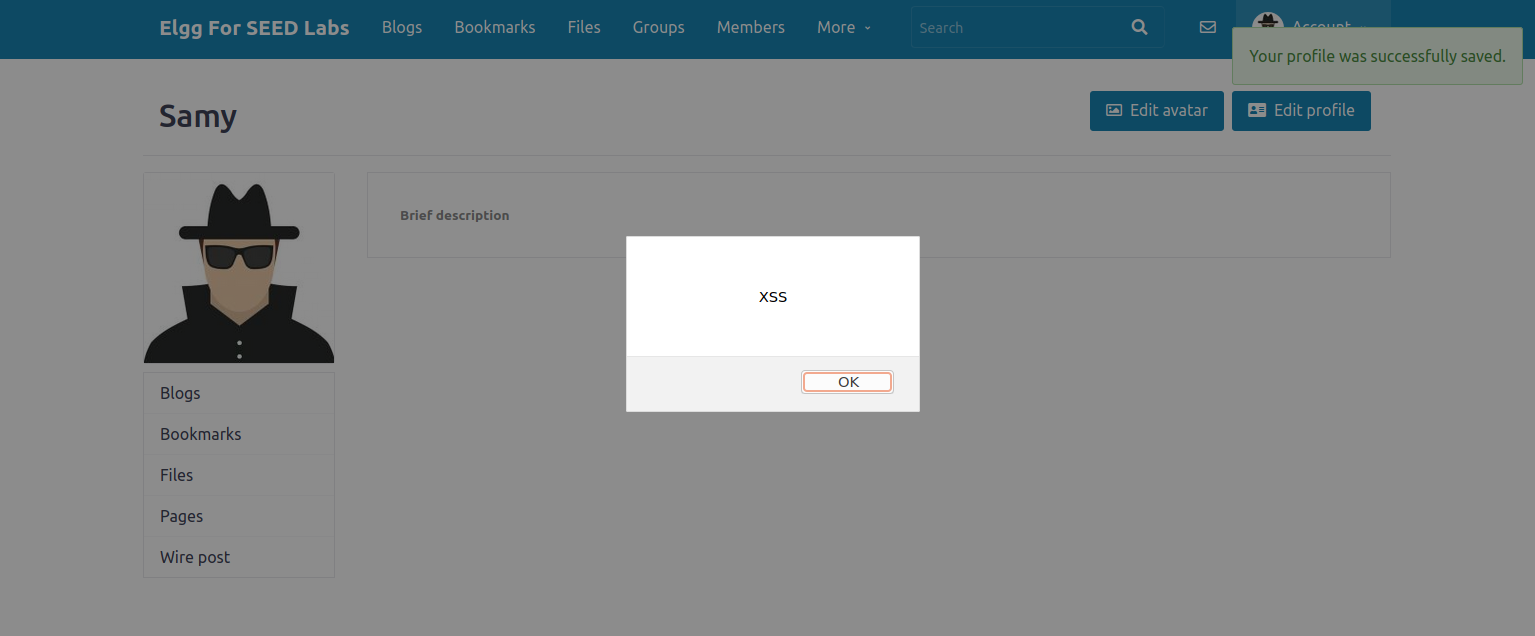 Elgg For SEED Labs Blogs Bookmarks Files Groups Members More Search Account
Your profile was successfully saved.
Samy
Edit avatar Edit profile
Brief description
XSS
OK
Blogs
Bookmarks
Files
Pages
Wire post